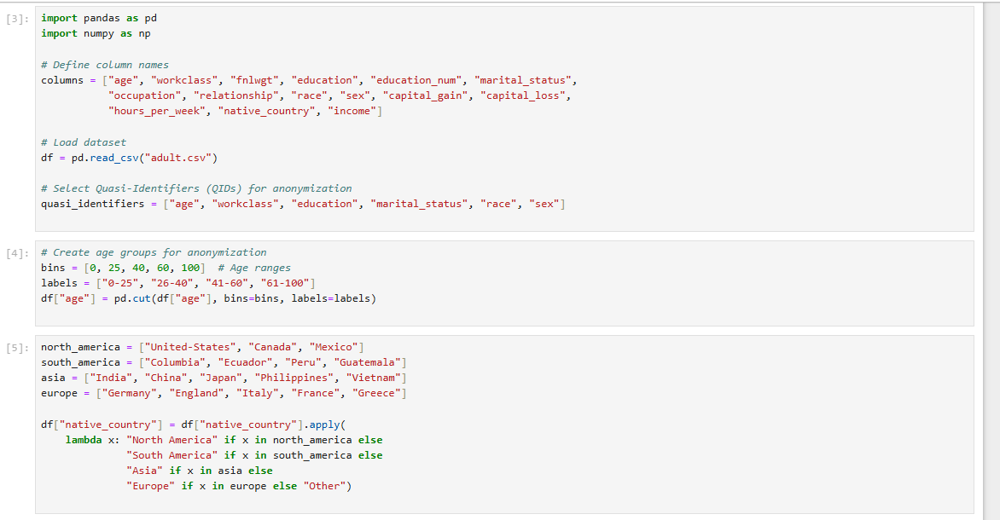 [3]:
import pandas as pd
import numpy as np
# Define column names
columns = ["age", "workclass", "fnlwgt", "education", "education_num", "marital_status",
"occupation", "relationship", "race", "sex", "capital_gain", "capital_loss",
"hours_per_week", "native_country", "income"]
# Load dataset
df = pd.read_csv("adult.csv")
# Select Quasi-Identifiers (QIDs) for anonymization
quasi_identifiers = ["age", "workclass", "education", "marital_status", "race", "sex"]
[4]:
# Create age groups for anonymization
bins = [0, 25, 40, 60, 100]  # Age ranges
labels = ["0-25", "26-40", "41-60", "61-100"]
df["age"] = pd.cut(df["age"], bins=bins, labels=labels)
[5]:
north_america = ["United-States", "Canada", "Mexico"]
south_america = ["Columbia", "Ecuador", "Peru", "Guatemala"]
asia = ["India", "China", "Japan", "Philippines", "Vietnam"]
europe = ["Germany", "England", "Italy", "France", "Greece"]
df["native_country"] = df["native_country"].apply(
lambda x: "North America" if x in north_america else
"South America" if x in south_america else
"Asia" if x in asia else
"Europe" if x in europe else "Other")